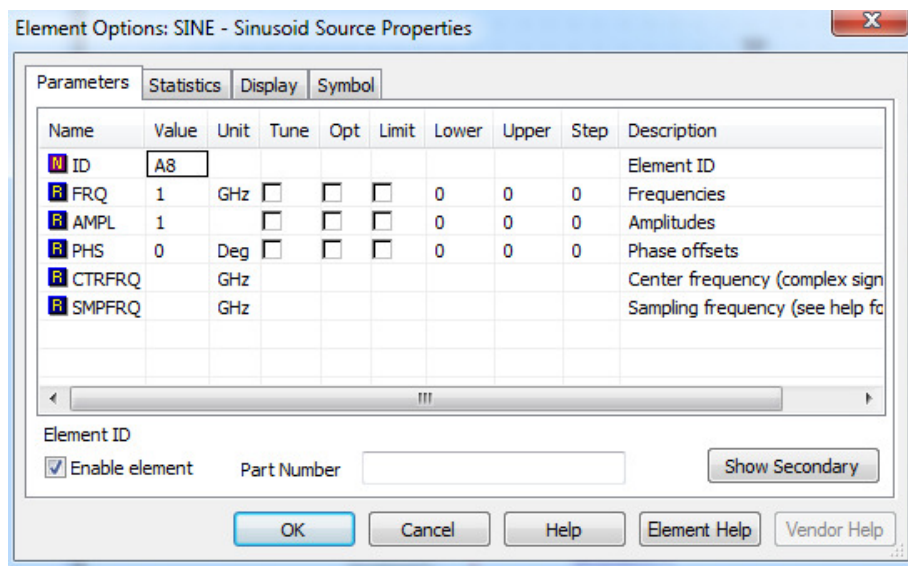 Element Options: SINE - Sinusoid Source Properties
X
Parameters Statistics Display Symbol
Name Value Unit Tune Opt Limit Lower Upper Step Description
N ID A8 Element ID
R FRQ 1 GHz 0 0 0 Frequencies
R AMPL 1 0 0 0 Amplitudes
R PHS 0 Deg 0 0 0 Phase offsets
R CTRFRQ GHz Center frequency (complex sign
R SMPFRQ GHz Sampling frequency (see help fo
Element ID
Enable element Part Number Show Secondary
OK Cancel Help Element Help Vendor Help